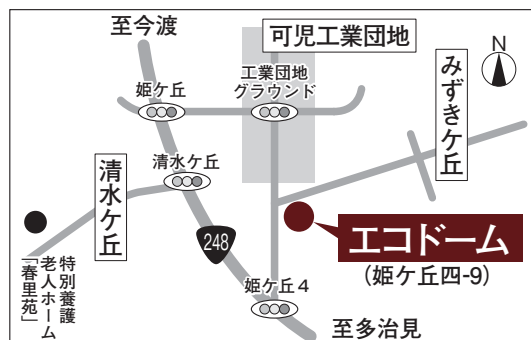 至今渡
可児工業団地
N
姫ケ丘
工業団地
グラウンド
みずきケ丘
清水ケ丘
清水ケ丘
248
エコドーム
(姫ケ丘四-9)
特別養護
老人ホーム
「春里苑」
姫ケ丘4
至多治見